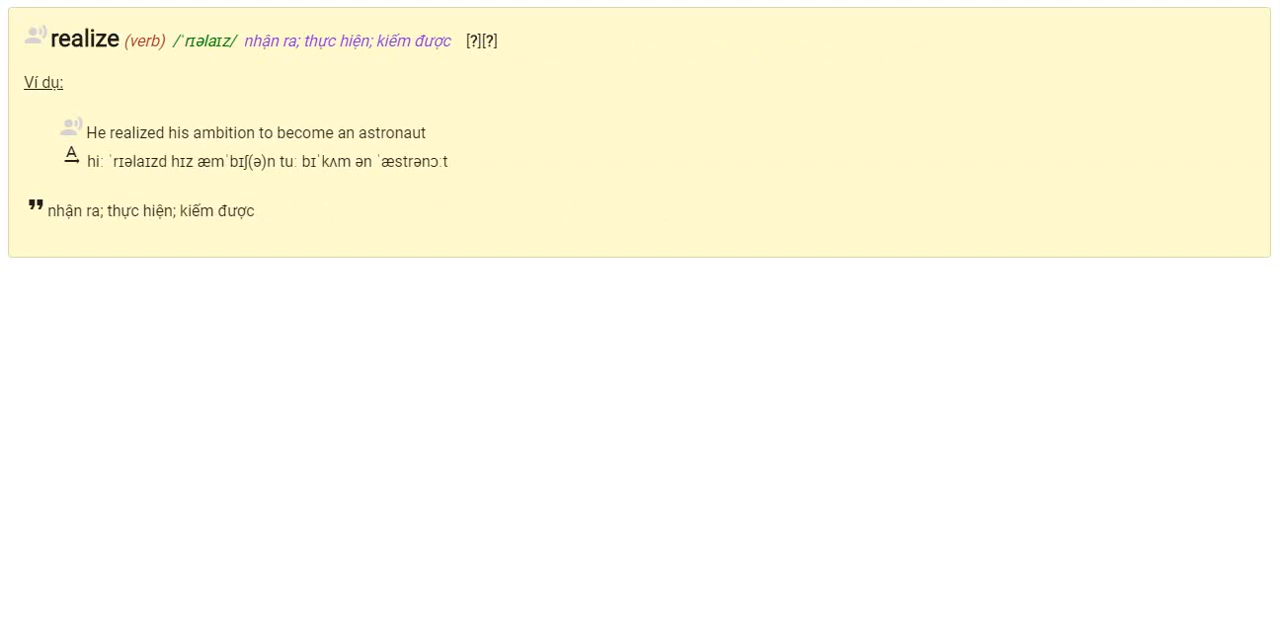 realize (verb) /ˈrɪəlaɪz/ nhận ra; thực hiện; kiếm được [?][?]
Ví dụ:
He realized his ambition to become an astronaut
A hiː ˈrɪəlaɪzd hɪz æmˈbɪʃ(ə)n tuː bɪˈkʌm ən ˈæstrənɔːt
nhận ra; thực hiện; kiếm được